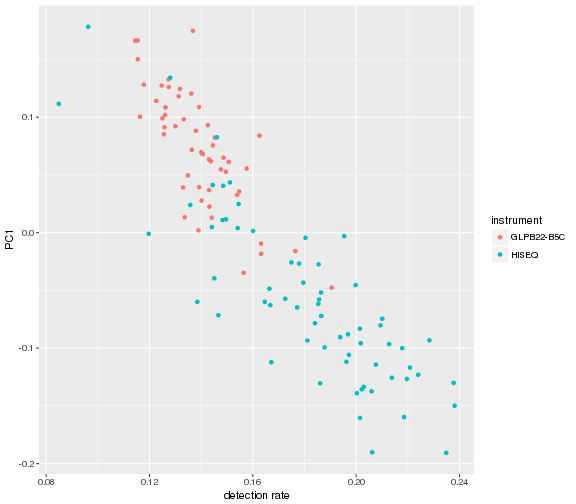 0.1
0.0
-0.1
-0.2
PC1
0.08
0.12
0.16
0.20
0.24
detection rate
instrument
GLPB22-B5C
HISEQ